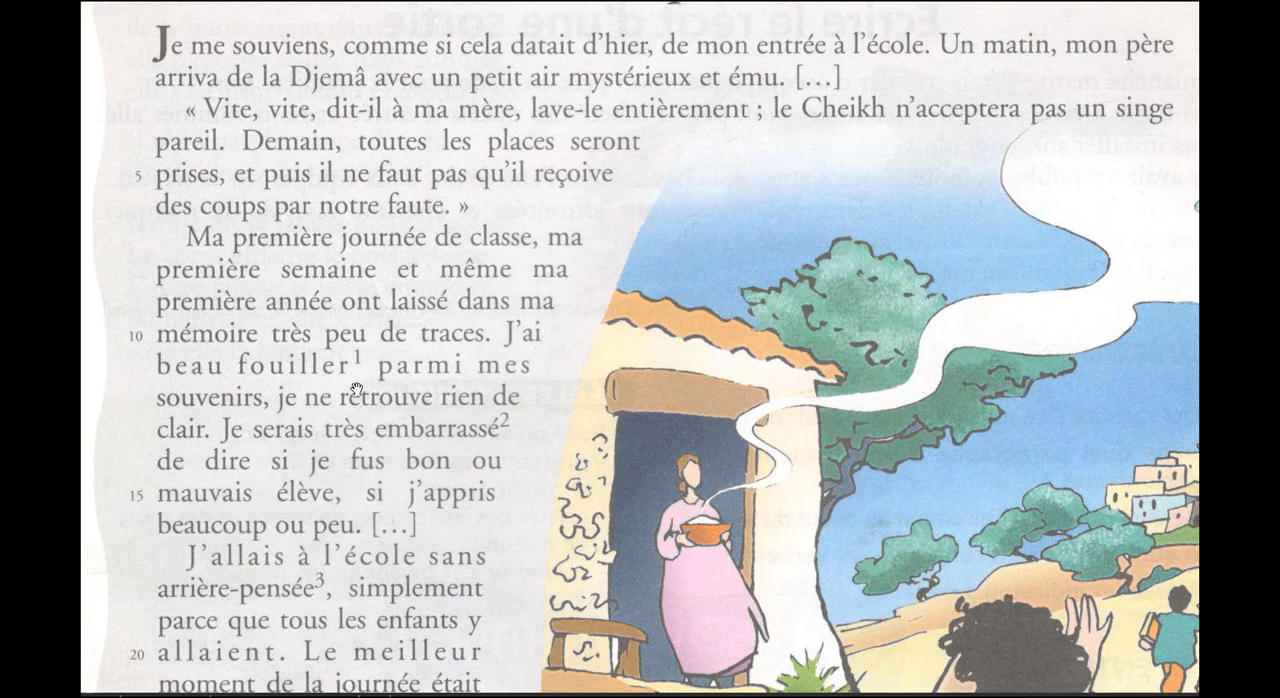 Je me souviens, comme si cela datait d'hier, de mon entrée à l'école. Un matin, mon père
arriva de la Djemâ avec un petit air mystérieux et ému. [...]
« Vite, vite, dit-il à ma mère, lave-le entièrement ; le Cheikh n'acceptera pas un singe
pareil. Demain, toutes les places seront
prises, et puis il ne faut pas qu'il reçoive
des coups par notre faute. »
Ma première journée de classe, ma
première semaine et même ma
première année ont laissé dans ma
10 mémoire très peu de traces. J'ai
beau fouiller1 parmi mes
souvenirs, je ne retrouve rien de
clair. Je serais très embarrassé2
de dire si je fus bon ou
15 mauvais élève, si j'appris
beaucoup ou peu. [...]
J'allais à l'école sans
arrière-pensée3, simplement
parce que tous les enfants y
20 allaient. Le meilleur
moment de la journée était